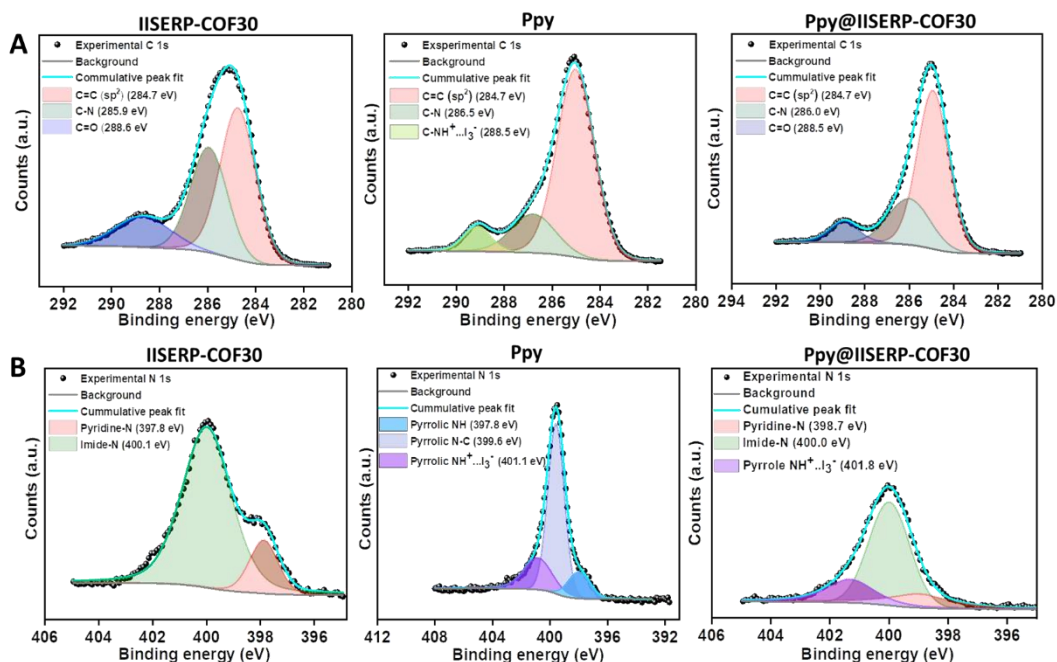 A
IISERP-COF30
Experimental C 1s
Background
Commulative peak fit
C=C (sp²) (284.7 eV)
C-N (285.9 eV)
C=O (288.6 eV
Counts (a.u.)
292 290 288 286 284 282 280
Binding energy (eV)
Ppy
Exsperimental C 1s
Background
Cummulative peak fit
C=C (sp²) (284.7 eV)
C-N (286.5 eV)
C-NH⁺...I₃⁻ (288.5 eV)
Counts (a.u.)
292 290 288 286 284 282 280
Binding energy (eV)
Ppy@IISERP-COF30
Experimental C 1s
Background
Cummulative peak fit
C=C (sp²) (284.7 eV)
C-N (286.0 eV)
C=O (288.5 eV)
Counts (a.u.)
294 292 290 288 286 284 282 280
Binding energy (eV)
B
IISERP-COF30
Experimental N 1s
Background
Cummulative peak fit
Pyridine-N (397.8 eV)
Imide-N (400.1 eV)
Counts (a.u.)
406 404 402 400 398 396
Binding energy (eV)
Ppy
Experimental N 1s
Background
Cummulative peak fit
Pyrrolic NH (397.8 eV)
Pyrrolic N-C (399.6 eV)
Pyrrolic NH⁺...I₃⁻ (401.1 eV)
Counts (a.u.)
412 408 404 400 396 392
Binding energy (eV)
Ppy@IISERP-COF30
Experimental N 1s
Background
Cumulative peak fit
Pyridine-N (398.7 eV)
Imide-N (400.0 eV)
Pyrrole NH⁺..I₃⁻ (401.8 eV)
Counts (a.u.)
406 404 402 400 398 396
Binding energy (eV)